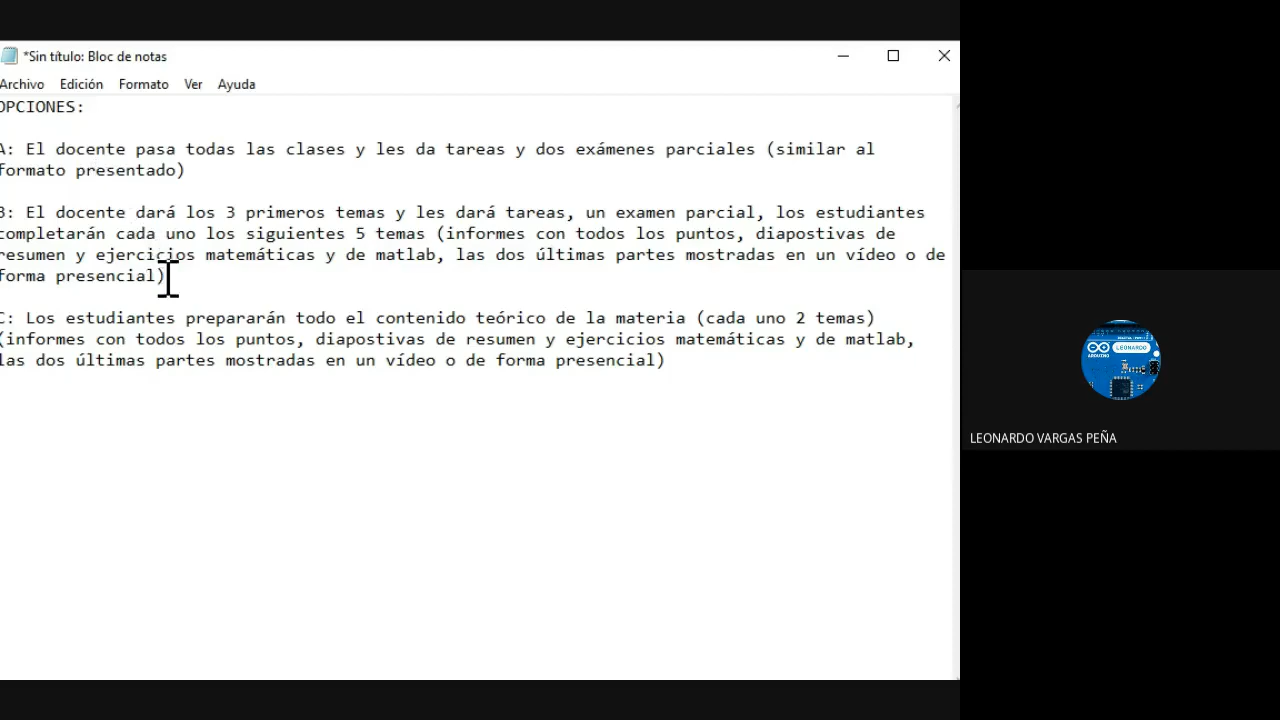 *Sin título: Bloc de notas
Archivo Edición Formato Ver Ayuda
OPCIONES:
A: El docente pasa todas las clases y les da tareas y dos exámenes parciales (similar al
formato presentado)
B: El docente dará los 3 primeros temas y les dará tareas, un examen parcial, los estudiantes
completarán cada uno los siguientes 5 temas (informes con todos los puntos, diapostivas de
resumen y ejercicios matemáticas y de matlab, las dos últimas partes mostradas en un vídeo o de
forma presencial)
C: Los estudiantes prepararán todo el contenido teórico de la materia (cada uno 2 temas)
(informes con todos los puntos, diapostivas de resumen y ejercicios matemáticas y de matlab,
las dos últimas partes mostradas en un vídeo o de forma presencial)
ARDUINO LEONARDO
LEONARDO VARGAS PEÑA